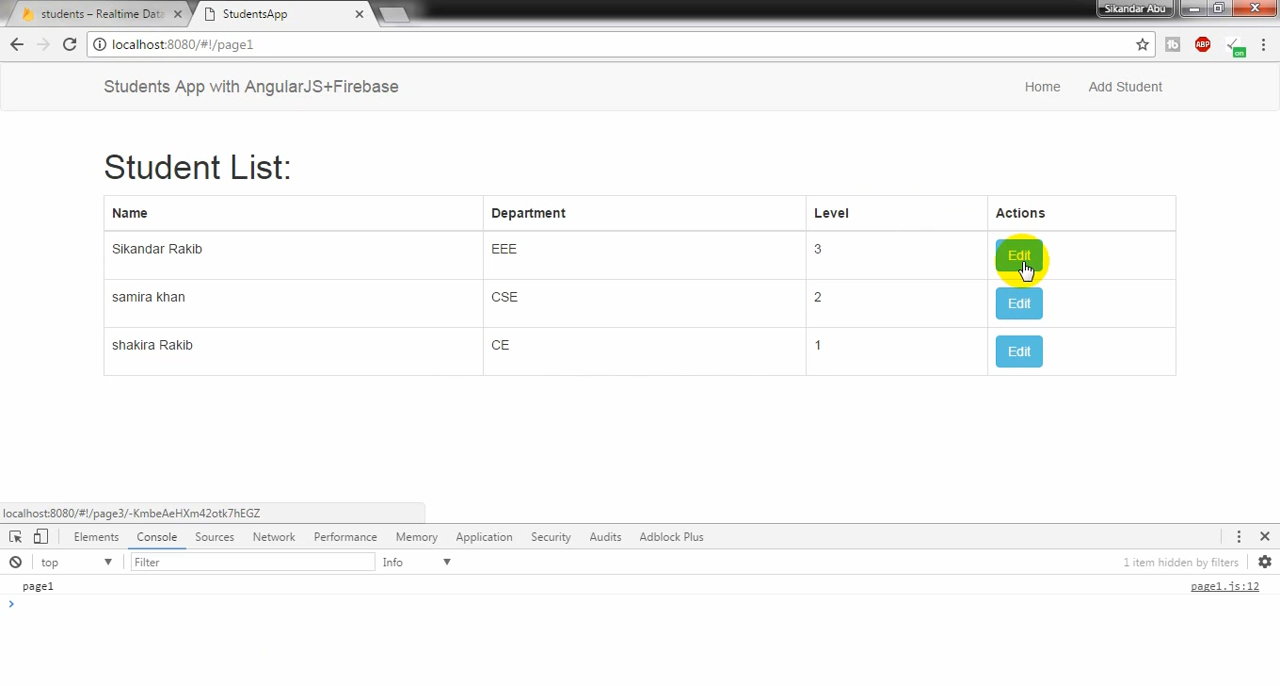 students – Realtime Data
StudentsApp
Sikandar Abu
localhost:8080/#!/page1
ABP
on
Students App with AngularJS+Firebase
Home
Add Student
Student List:
Name Department Level Actions
Sikandar Rakib EEE 3 Edit
samira khan CSE 2 Edit
shakira Rakib CE 1 Edit
localhost:8080/#!/page3/-KmbeAeHXm42otk7hEGZ
Elements Console Sources Network Performance Memory Application Security Audits Adblock Plus
top Filter Info 1 item hidden by filters
page1 page1.js:12